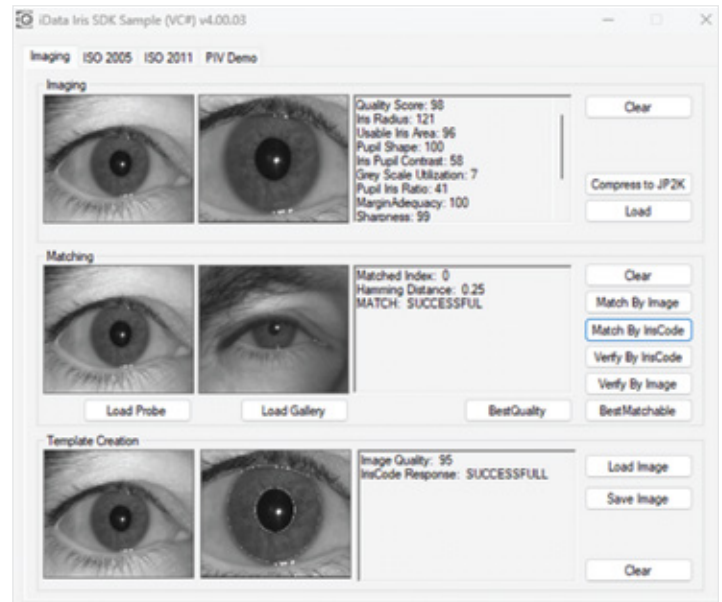 iData Iris SDK Sample (VC#) v4.00.03
Imaging ISO 2005 ISO 2011 PIV Demo
Imaging
Quality Score: 98
Iris Radius: 121
Usable Iris Area: 96
Pupil Shape: 100
Iris Pupil Contrast: 58
Grey Scale Utilization: 7
Pupil Iris Ratio: 41
MarginAdequacy: 100
Sharpness: 99
Clear
Compress to JP2K
Load
Matching
Matched Index: 0
Hamming Distance: 0.25
MATCH: SUCCESSFUL
Clear
Match By Image
Match By IrisCode
Verify By IrisCode
Verify By Image
Load Probe Load Gallery BestQuality BestMatchable
Template Creation
Image Quality: 95
IrisCode Response: SUCCESSFULL
Load Image
Save Image
Clear